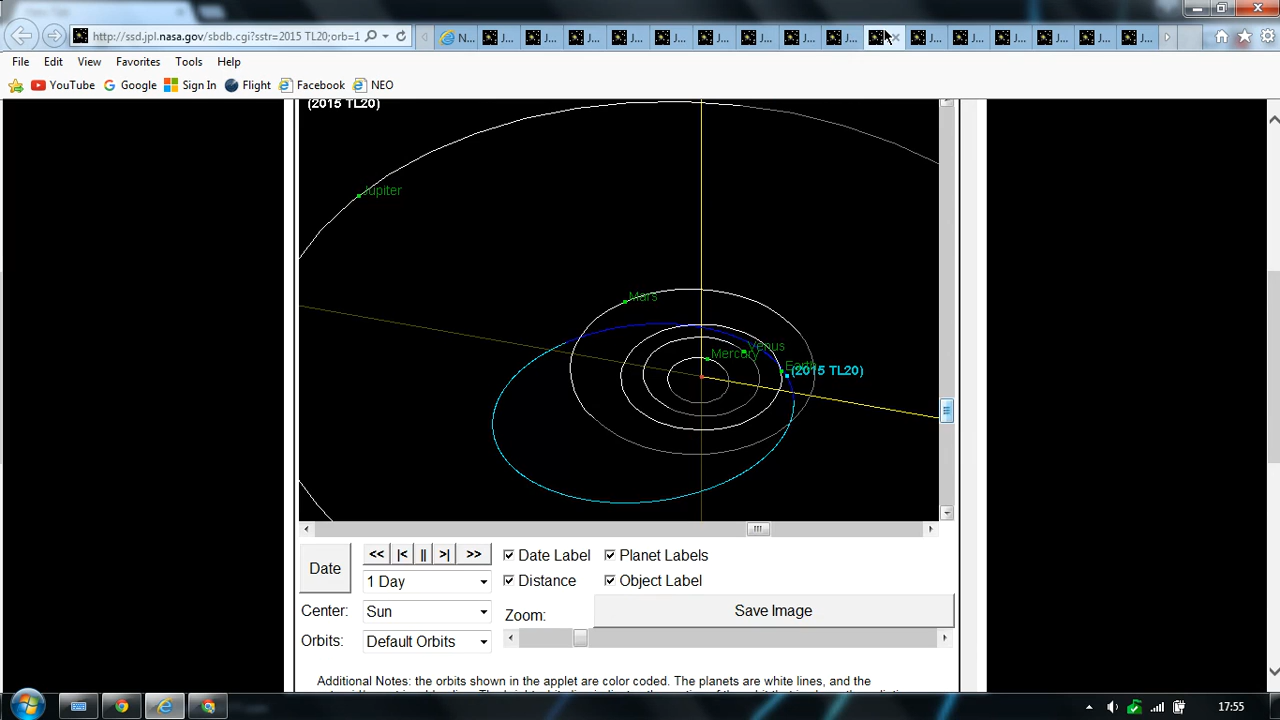 http://ssd.jpl.nasa.gov/sbdb.cgi?sstr=2015 TL20;orb=1
N... J... J... J... J... J... J... J... J... J... J... J... J... J... J... J...
File Edit View Favorites Tools Help
YouTube Google Sign In Flight Facebook NEO
(2015 TL20)
Jupiter
Mars
Venus
Mercury
Earth
(2015 TL20)
Date
<< |< || >| >>
Date Label
Planet Labels
1 Day
Distance
Object Label
Center: Sun
Zoom:
Save Image
Orbits: Default Orbits
Additional Notes: the orbits shown in the applet are color coded. The planets are white lines, and the
17:55